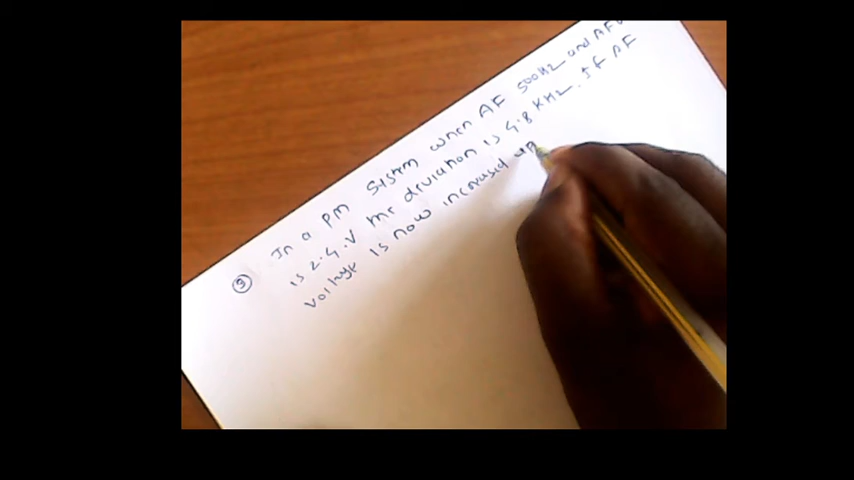 ③ In a PM System when AF 500Hz and AF
is 2.4.V the deviation is 4.8 KHz. If AF
voltage is now increased up